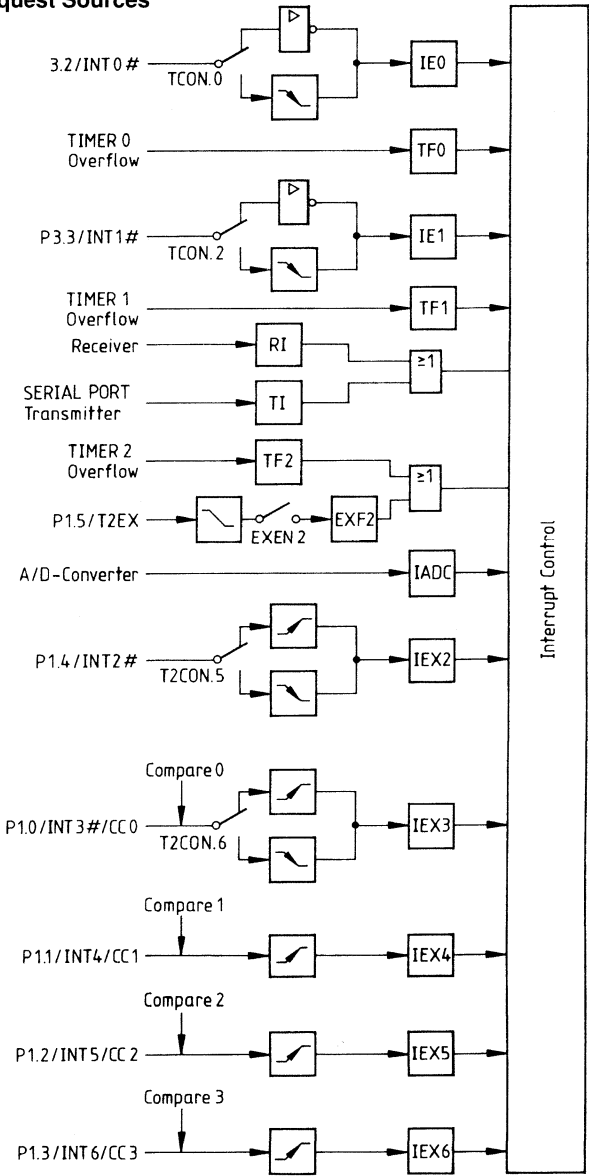 quest Sources
3.2/INT0#
TCON.0
IE0
TIMER 0
Overflow
TF0
P3.3/INT1#
TCON.2
IE1
TIMER 1
Overflow
TF1
Receiver
RI
≥1
SERIAL PORT
Transmitter
TI
TIMER 2
Overflow
TF2
≥1
P1.5/T2EX
EXEN2
EXF2
A/D-Converter
IADC
P1.4/INT2#
T2CON.5
IEX2
Compare 0
P1.0/INT3#/CC0
T2CON.6
IEX3
Compare 1
P1.1/INT4/CC1
IEX4
Compare 2
P1.2/INT5/CC2
IEX5
Compare 3
P1.3/INT6/CC3
IEX6
Interrupt Control